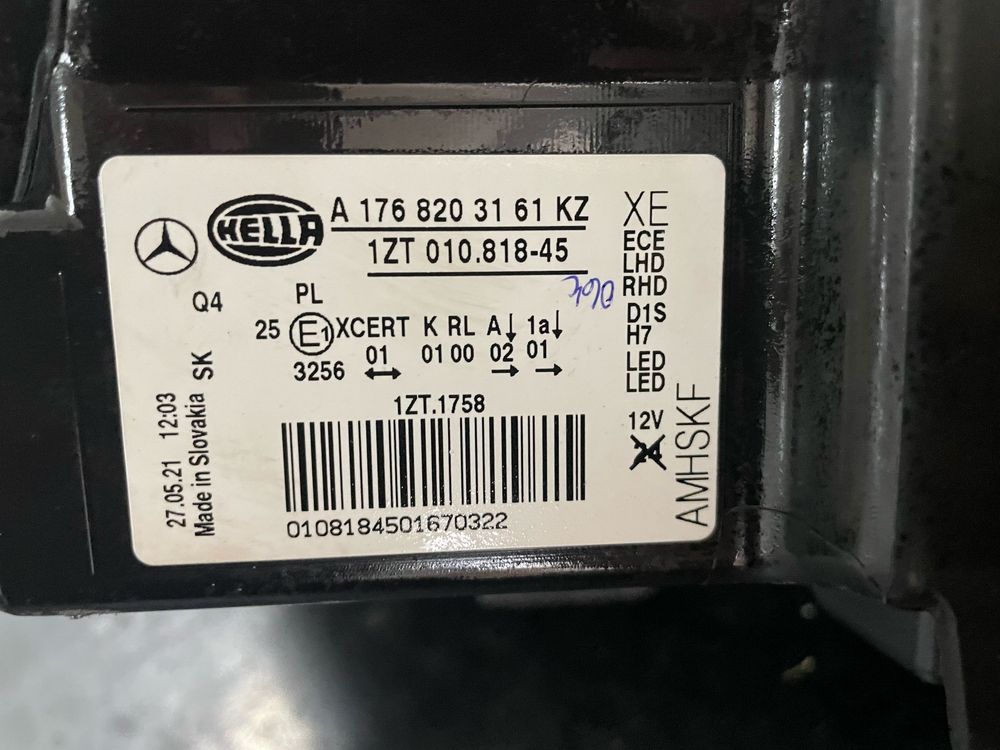 HELLA
A 176 820 31 61 KZ
1ZT 010.818-45
XE
ECE
LHD
RHD
D1S
H7
LED
LED
12V
AMHSKF
Q4
PL
25 E1 XCERT K RL A↓ 1a↓
3256 01 ↔ 01 00 02 → 01 →
1ZT.1758
0108184501670322
27.05.21 12:03
Made in Slovakia SK